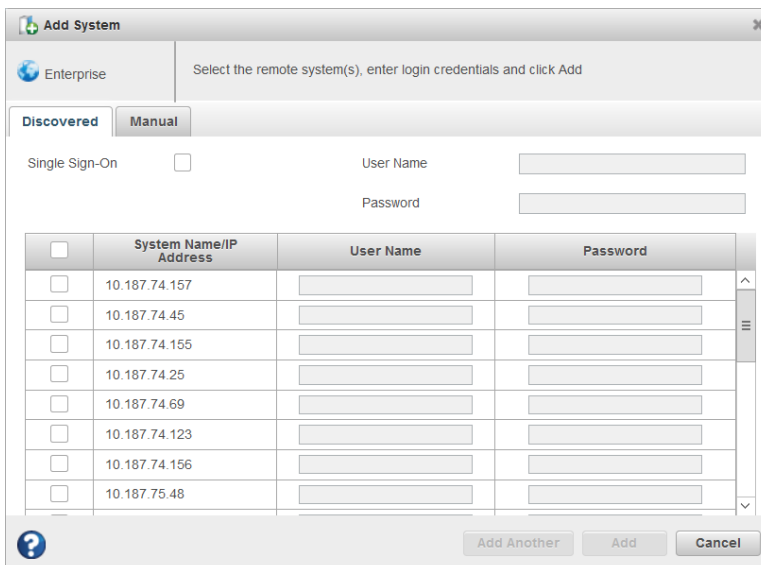 Add System
Enterprise
Select the remote system(s), enter login credentials and click Add
Discovered
Manual
Single Sign-On
User Name
Password
System Name/IP Address
User Name
Password
10.187.74.157
10.187.74.45
10.187.74.155
10.187.74.25
10.187.74.69
10.187.74.123
10.187.74.156
10.187.75.48
?
Add Another
Add
Cancel